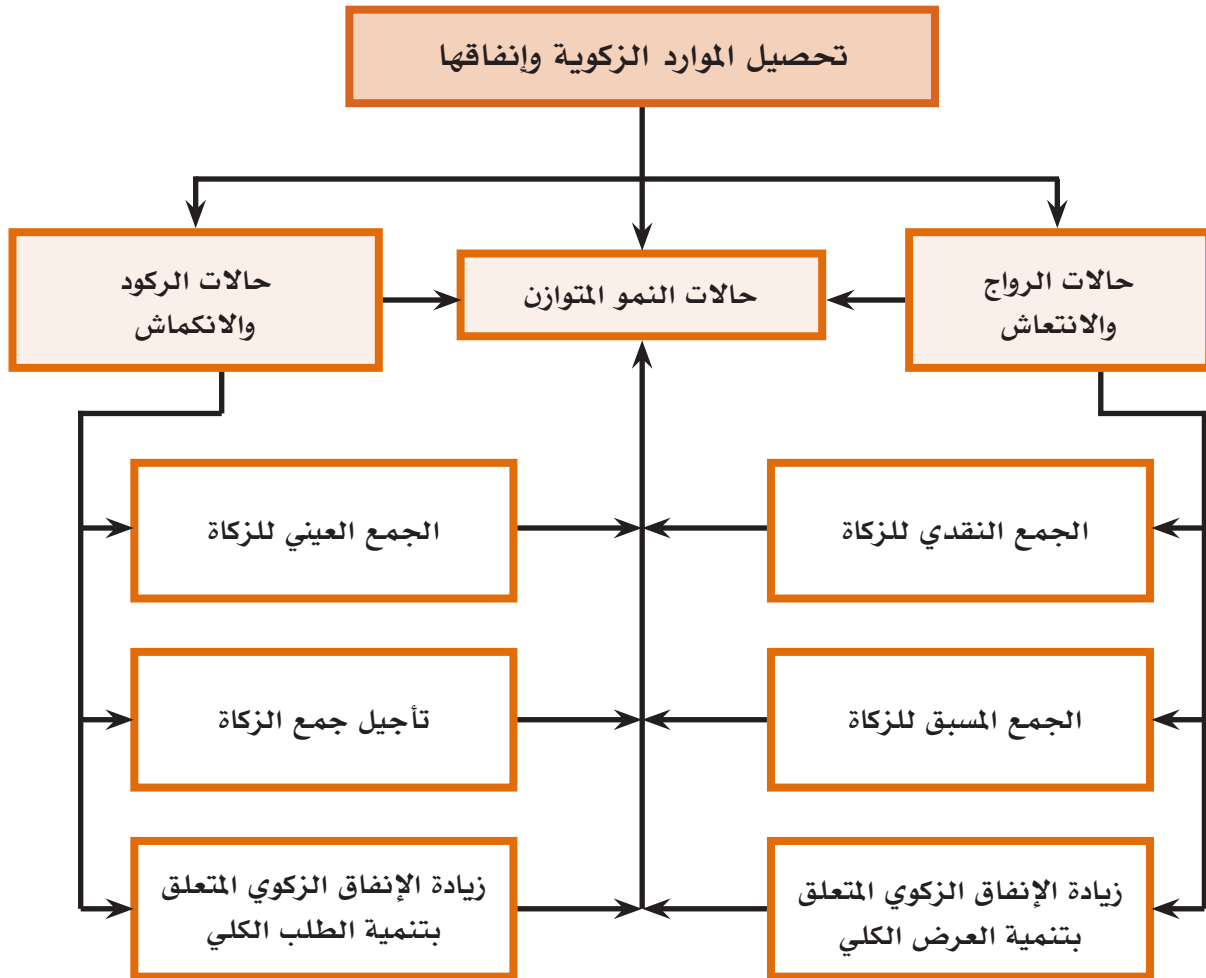 تحصيل الموارد الزكوية وإنفاقها
حالات الرواج
والانتعاش
حالات النمو المتوازن
حالات الركود
والانكماش
الجمع النقدي للزكاة
الجمع العيني للزكاة
الجمع المسبق للزكاة
تأجيل جمع الزكاة
زيادة الإنفاق الزكوي المتعلق
بتنمية العرض الكلي
زيادة الإنفاق الزكوي المتعلق
بتنمية الطلب الكلي